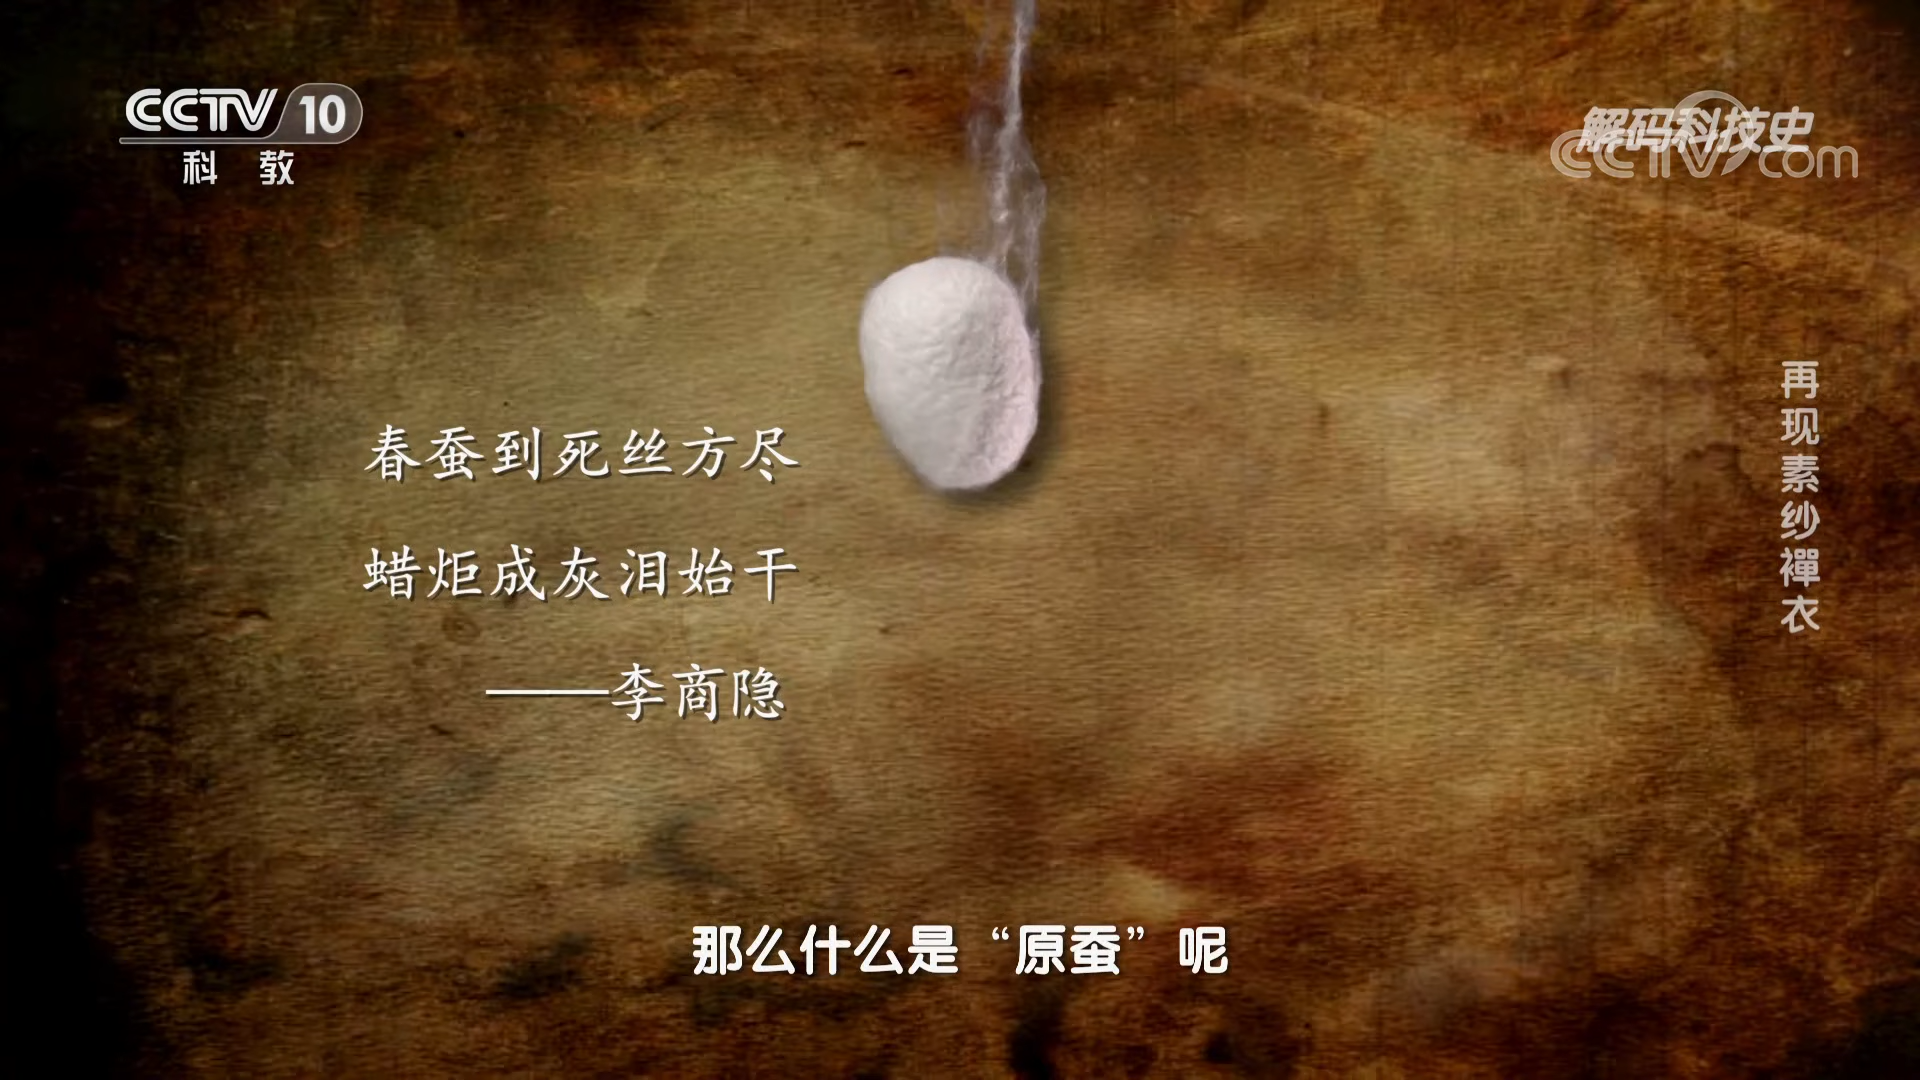 CCTV 10
科 教
解码科技史
CCTV.com
再现素纱襌衣
春蚕到死丝方尽
蜡炬成灰泪始干
——李商隐
那么什么是“原蚕”呢